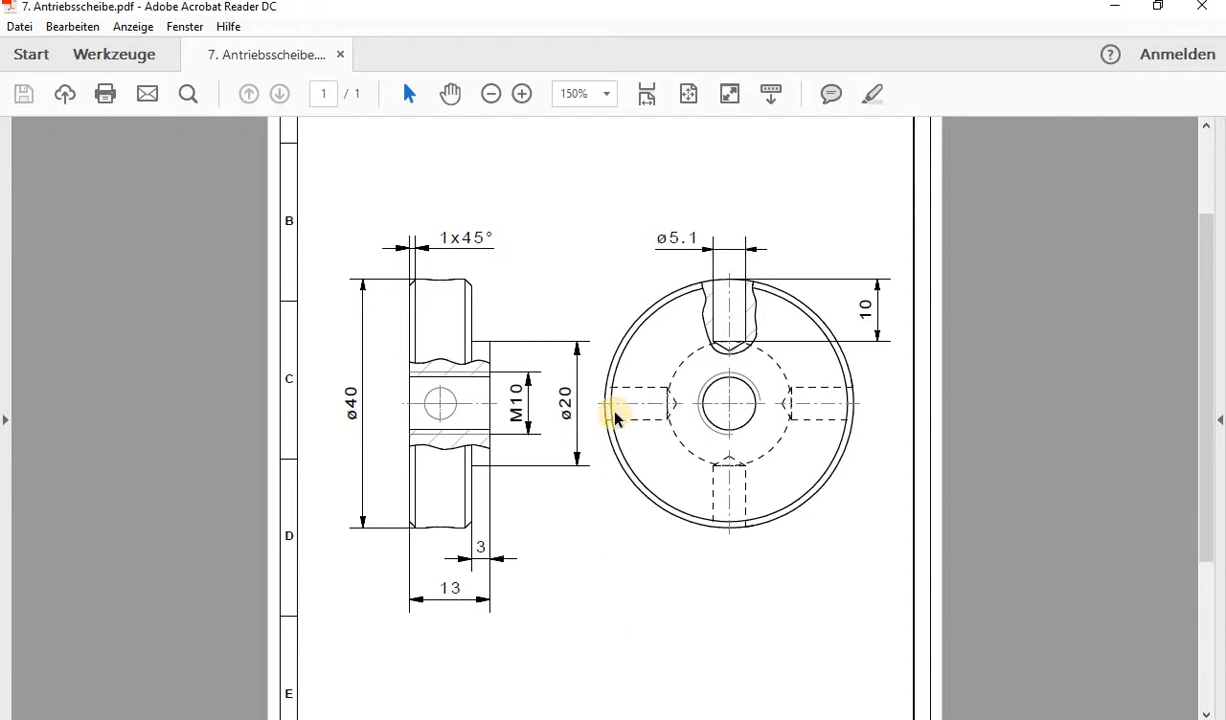 7. Antriebsscheibe.pdf - Adobe Acrobat Reader DC
Datei Bearbeiten Anzeige Fenster Hilfe
Start Werkzeuge 7. Antriebsscheibe.... × ? Anmelden
1 / 1 150%
B
1x45° ø5.1
10
C
ø40 M10 ø20
D
3
13
E